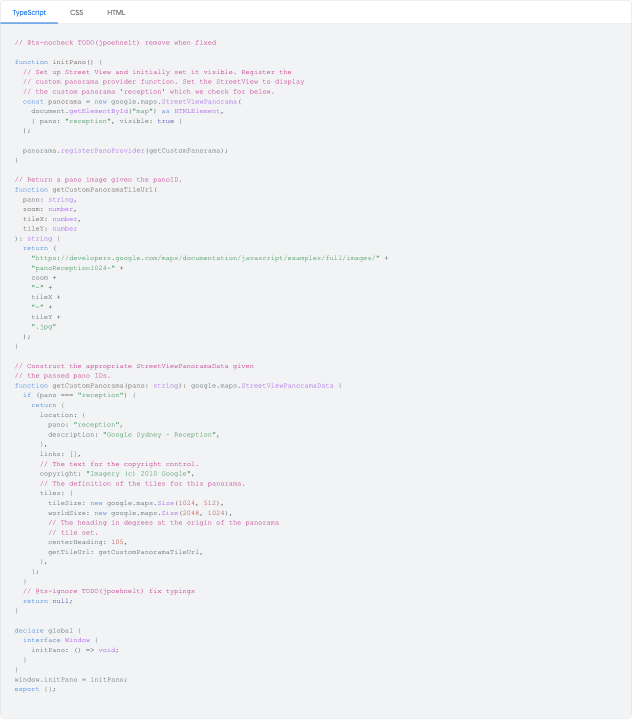 TypeScript CSS HTML
// @ts-nocheck TODO(jpoehnelt) remove when fixed
function initPano() {
// Set up Street View and initially set it visible. Register the
// custom panorama provider function. Set the StreetView to display
// the custom panorama 'reception' which we check for below.
const panorama = new google.maps.StreetViewPanorama(
document.getElementById("map") as HTMLElement,
{ pano: "reception", visible: true }
);
panorama.registerPanoProvider(getCustomPanorama);
}
// Return a pano image given the panoID.
function getCustomPanoramaTileUrl(
pano: string,
zoom: number,
tileX: number,
tileY: number
): string {
return (
"https://developers.google.com/maps/documentation/javascript/examples/full/images/" +
"panoReception1024-" +
zoom +
"-" +
tileX +
"-" +
tileY +
".jpg"
);
}
// Construct the appropriate StreetViewPanoramaData given
// the passed pano IDs.
function getCustomPanorama(pano: string): google.maps.StreetViewPanoramaData {
if (pano === "reception") {
return {
location: {
pano: "reception",
description: "Google Sydney - Reception",
},
links: [],
// The text for the copyright control.
copyright: "Imagery (c) 2010 Google",
// The definition of the tiles for this panorama.
tiles: {
tileSize: new google.maps.Size(1024, 512),
worldSize: new google.maps.Size(2048, 1024),
// The heading in degrees at the origin of the panorama
// tile set.
centerHeading: 105,
getTileUrl: getCustomPanoramaTileUrl,
},
};
}
// @ts-ignore TODO(jpoehnelt) fix typings
return null;
}
declare global {
interface Window {
initPano: () => void;
}
}
window.initPano = initPano;
export {};